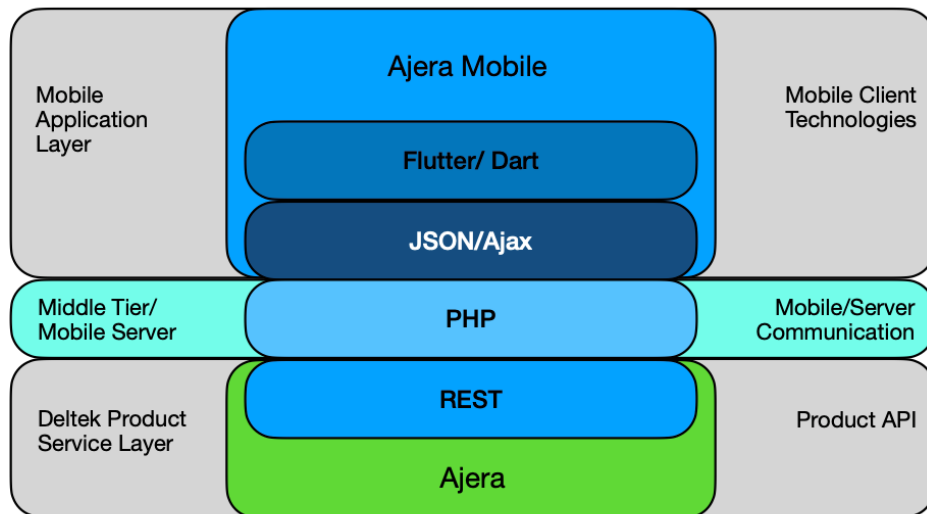 Ajera Mobile
Mobile
Application
Layer
Mobile Client
Technologies
Flutter/ Dart
JSON/Ajax
Middle Tier/
Mobile Server
PHP
Mobile/Server
Communication
REST
Deltek Product
Service Layer
Product API
Ajera